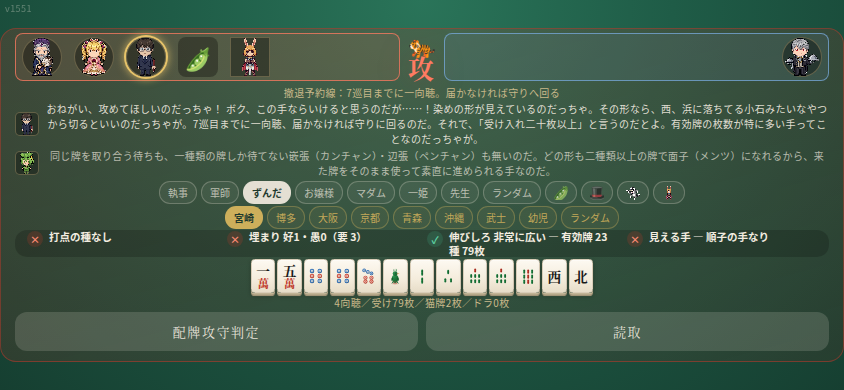 v1551
攻
撤退予約線：7巡目までに一向聴。届かなければ守りへ回る
おねがい、攻めてほしいのだっちゃ！ ボク、この手ならいけると思うのだが……！染めの形が見えているのだっちゃ。その形なら、西、浜に落ちてる小石みたいなやつ
から切るといいのだっちゃが。7巡目までに一向聴、届かなければ守りに回るのだ。それで、「受け入れ二十枚以上」と言うのだとよ。有効牌の枚数が特に多い手ってこ
となのだっちゃが。
同じ牌を取り合う待ちも、一種類の牌しか待てない嵌張（カンチャン）・辺張（ペンチャン）も無いのだ。どの形も二種類以上の牌で面子（メンツ）になれるから、来
た牌をそのまま使って素直に進められる手なのだ。
執事 軍師 ずんだ お嬢様 マダム 一姫 先生 ランダム
宮崎 博多 大阪 京都 青森 沖縄 武士 幼児 ランダム
打点の種なし 埋まり 好1・愚0（要 3） 伸びしろ 非常に広い — 有効牌 23 見える手 — 順子の手なり
種 79枚
一萬 五萬 西 北
4向聴／受け79枚／猫牌2枚／ドラ0枚
配牌攻守判定 読取